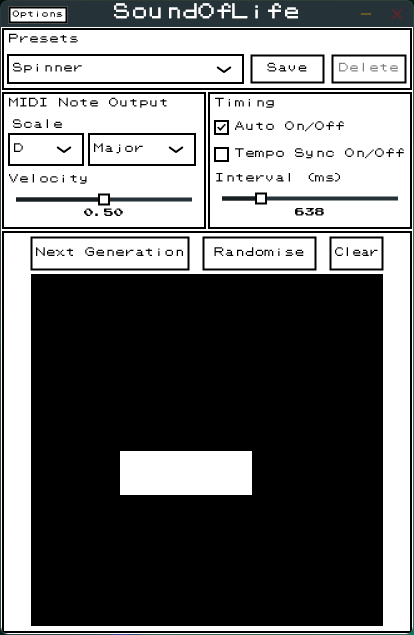 Options SoundOfLife
Presets
Spinner Save Delete
MIDI Note Output
Scale
D Major
Velocity
0.50
Timing
Auto On/Off
Tempo Sync On/Off
Interval (ms)
638
Next Generation Randomise Clear